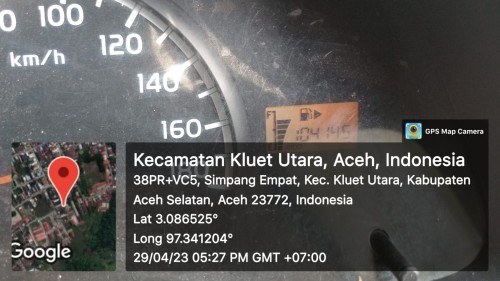 0 100 120
km/h
140
160
180
104145
GPS Map Camera
Kecamatan Kluet Utara, Aceh, Indonesia
38PR+VC5, Simpang Empat, Kec. Kluet Utara, Kabupaten
Aceh Selatan, Aceh 23772, Indonesia
Lat 3.086525°
Long 97.341204°
29/04/23 05:27 PM GMT +07:00
Google